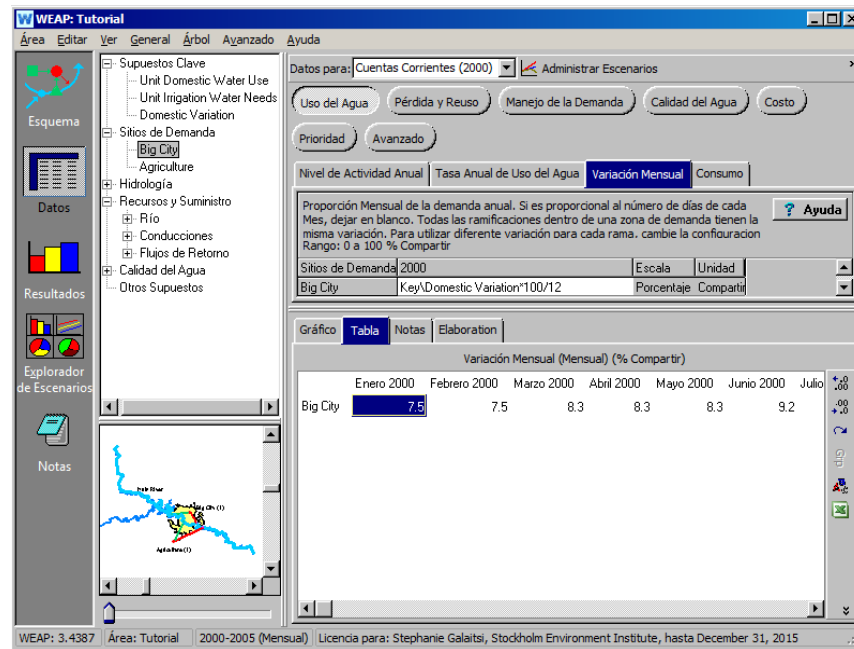 WEAP: Tutorial
Área Editar Ver General Árbol Avanzado Ayuda
Esquema
Datos
Resultados
Explorador
de Escenarios
Notas
Supuestos Clave
Unit Domestic Water Use
Unit Irrigation Water Needs
Domestic Variation
Sitios de Demanda
Big City
Agriculture
Hidrología
Recursos y Suministro
Río
Conducciones
Flujos de Retorno
Calidad del Agua
Otros Supuestos
Main River
Big City (1)
Agriculture (1)
Datos para: Cuentas Corrientes (2000) Administrar Escenarios
Uso del Agua Pérdida y Reuso Manejo de la Demanda Calidad del Agua Costo
Prioridad Avanzado
Nivel de Actividad Anual Tasa Anual de Uso del Agua Variación Mensual Consumo
Proporción Mensual de la demanda anual. Si es proporcional al número de días de cada
Mes, dejar en blanco. Todas las ramificaciones dentro de una zona de demanda tienen la
misma variación. Para utilizar diferente variación para cada rama, cambie la configuracion
Rango: 0 a 100 % Compartir
? Ayuda
Sitios de Demanda 2000 Escala Unidad
Big City Key\Domestic Variation*100/12 Porcentaje Compartir
Gráfico Tabla Notas Elaboration
Variación Mensual (Mensual) (% Compartir)
Enero 2000 Febrero 2000 Marzo 2000 Abril 2000 Mayo 2000 Junio 2000 Julio
Big City 7.5 7.5 8.3 8.3 8.3 9.2
WEAP: 3.4387 Área: Tutorial 2000-2005 (Mensual) Licencia para: Stephanie Galaitsi, Stockholm Environment Institute, hasta December 31, 2015